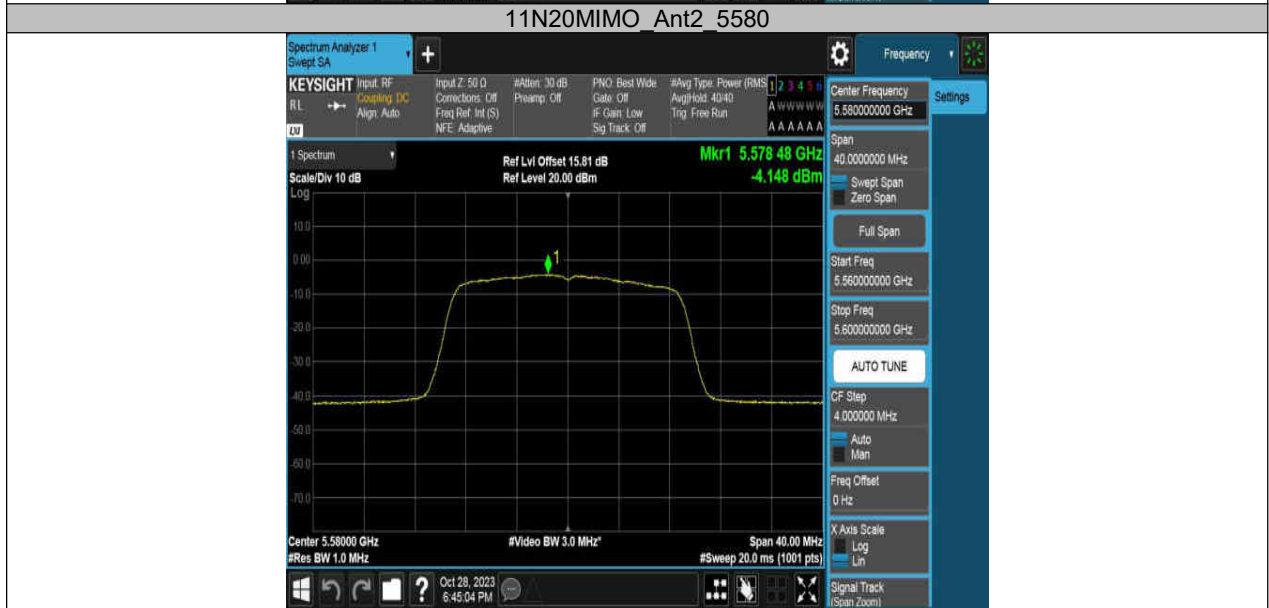 11N20MIMO_Ant2_5580
Spectrum Analyzer 1
Swept SA
+
Frequency
KEYSIGHT
RL
Input: RF
Coupling: DC
Align: Auto
Input Z: 50 Ω
Corrections: Off
Freq Ref: Int (S)
NFE: Adaptive
#Atten: 30 dB
Preamp: Off
PNO: Best Wide
Gate: Off
IF Gain: Low
Sig Track: Off
#Avg Type: Power (RMS
Avg|Hold: 40/40
Trig: Free Run
1 2 3 4 5 6
A W W W W W
A A A A A A
Center Frequency
5.580000000 GHz
Settings
Span
40.0000000 MHz
Swept Span
Zero Span
Full Span
Start Freq
5.560000000 GHz
Stop Freq
5.600000000 GHz
AUTO TUNE
CF Step
4.000000 MHz
Auto
Man
Freq Offset
0 Hz
X Axis Scale
Log
Lin
Signal Track
(Span Zoom)
1 Spectrum
Scale/Div 10 dB
Log
Ref Lvl Offset 15.81 dB
Ref Level 20.00 dBm
Mkr1 5.578 48 GHz
-4.148 dBm
1
10.0
0.00
-10.0
-20.0
-30.0
-40.0
-50.0
-60.0
-70.0
Center 5.58000 GHz
#Res BW 1.0 MHz
#Video BW 3.0 MHz*
Span 40.00 MHz
#Sweep 20.0 ms (1001 pts)
?
Oct 28, 2023
6:45:04 PM